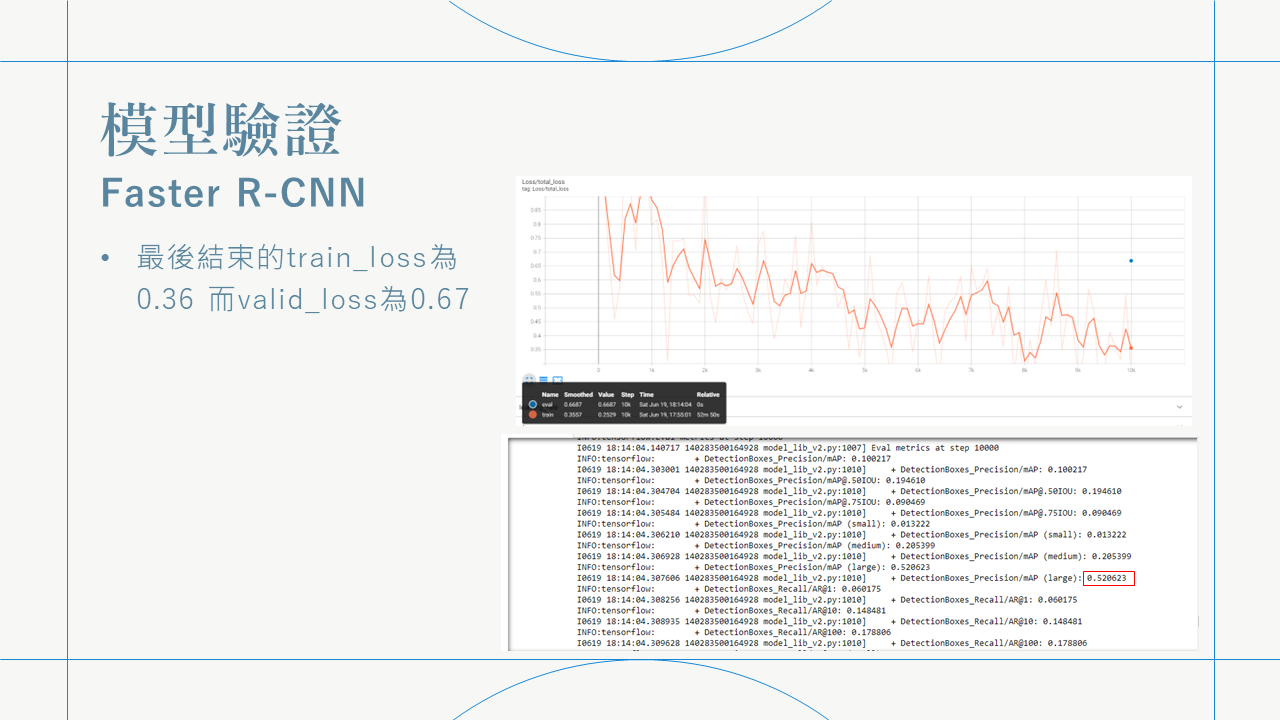 模型驗證
Faster R-CNN
• 最後結束的train_loss為
0.36 而valid_loss為0.67
Loss/total_loss
tag: Loss/total_loss
0.85
0.8
0.75
0.7
0.65
0.6
0.55
0.5
0.45
0.4
0.35
0 1k 2k 3k 4k 5k 6k 7k 8k 9k 10k
Name Smoothed Value Step Time Relative
eval 0.6687 0.6687 10k Sat Jun 19, 18:14:04 0s
train 0.3557 0.2529 10k Sat Jun 19, 17:55:01 52m 50s
INFO:tensorflow:Eval metrics at step 10000
I0619 18:14:04.140717 140283500164928 model_lib_v2.py:1007] Eval metrics at step 10000
INFO:tensorflow: + DetectionBoxes_Precision/mAP: 0.100217
I0619 18:14:04.303001 140283500164928 model_lib_v2.py:1010] + DetectionBoxes_Precision/mAP: 0.100217
INFO:tensorflow: + DetectionBoxes_Precision/mAP@.50IOU: 0.194610
I0619 18:14:04.304704 140283500164928 model_lib_v2.py:1010] + DetectionBoxes_Precision/mAP@.50IOU: 0.194610
INFO:tensorflow: + DetectionBoxes_Precision/mAP@.75IOU: 0.090469
I0619 18:14:04.305484 140283500164928 model_lib_v2.py:1010] + DetectionBoxes_Precision/mAP@.75IOU: 0.090469
INFO:tensorflow: + DetectionBoxes_Precision/mAP (small): 0.013222
I0619 18:14:04.306210 140283500164928 model_lib_v2.py:1010] + DetectionBoxes_Precision/mAP (small): 0.013222
INFO:tensorflow: + DetectionBoxes_Precision/mAP (medium): 0.205399
I0619 18:14:04.306928 140283500164928 model_lib_v2.py:1010] + DetectionBoxes_Precision/mAP (medium): 0.205399
INFO:tensorflow: + DetectionBoxes_Precision/mAP (large): 0.520623
I0619 18:14:04.307606 140283500164928 model_lib_v2.py:1010] + DetectionBoxes_Precision/mAP (large): 0.520623
INFO:tensorflow: + DetectionBoxes_Recall/AR@1: 0.060175
I0619 18:14:04.308256 140283500164928 model_lib_v2.py:1010] + DetectionBoxes_Recall/AR@1: 0.060175
INFO:tensorflow: + DetectionBoxes_Recall/AR@10: 0.148481
I0619 18:14:04.308935 140283500164928 model_lib_v2.py:1010] + DetectionBoxes_Recall/AR@10: 0.148481
INFO:tensorflow: + DetectionBoxes_Recall/AR@100: 0.178806
I0619 18:14:04.309628 140283500164928 model_lib_v2.py:1010] + DetectionBoxes_Recall/AR@100: 0.178806